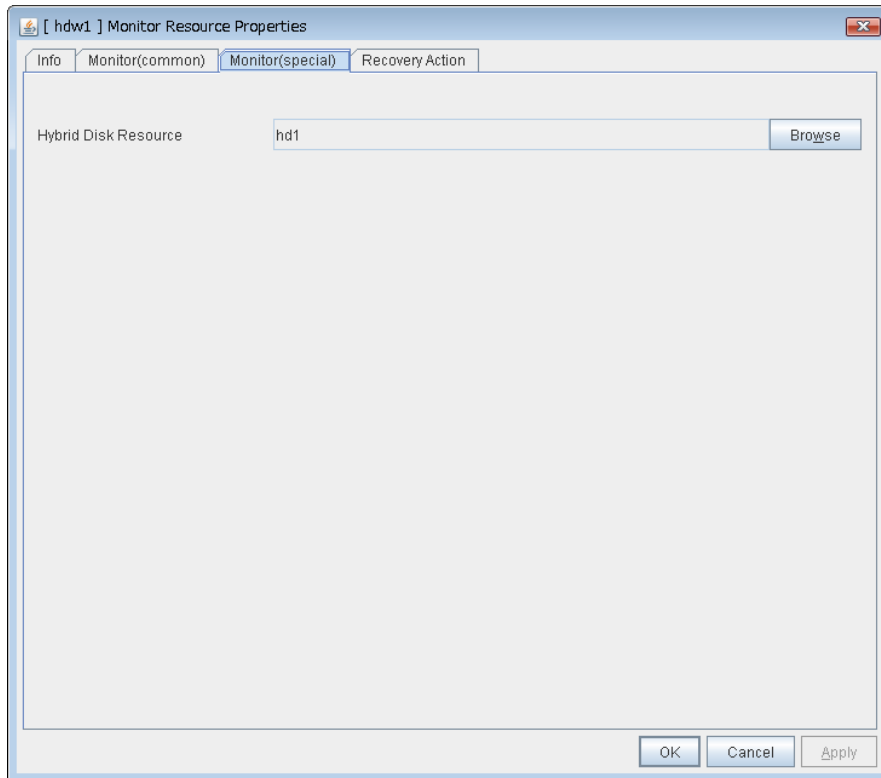 [ hdw1 ] Monitor Resource Properties
Info Monitor(common) Monitor(special) Recovery Action
Hybrid Disk Resource hd1 Browse
OK Cancel Apply